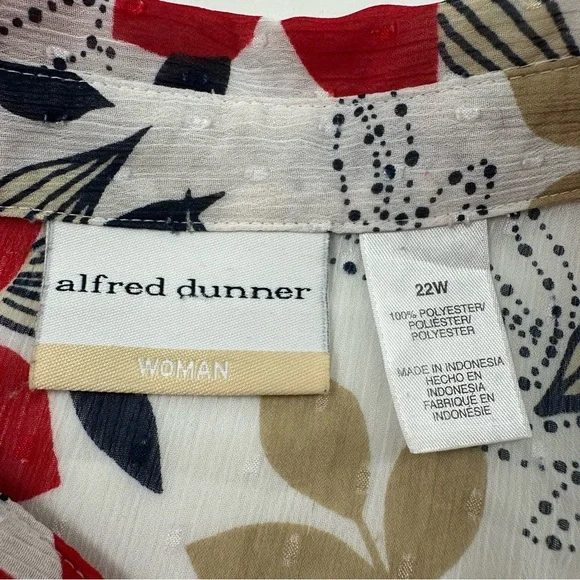 alfred dunner
WOMAN
22W
100% POLYESTER/
POLIÉSTER/
POLYESTER
MADE IN INDONESIA
HECHO EN
INDONESIA
FABRIQUÉ EN
INDONÉSIE